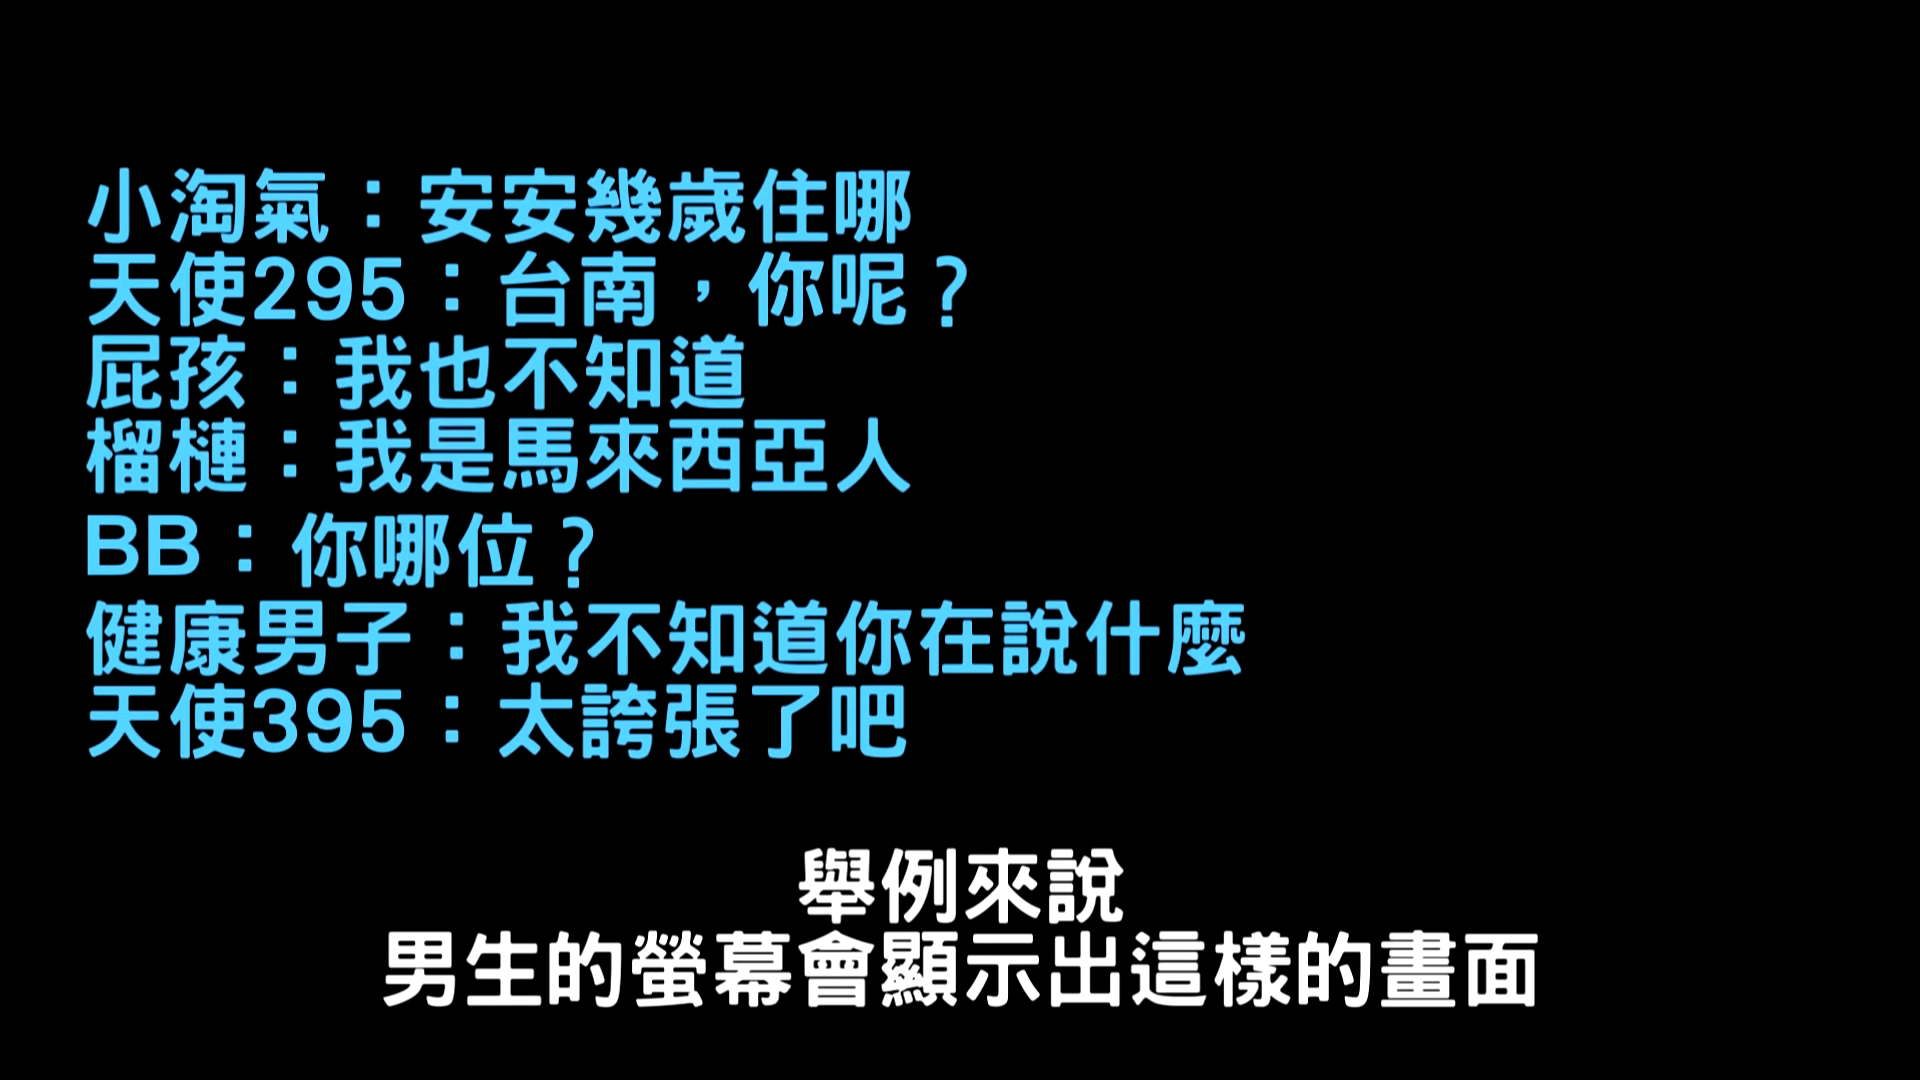 小淘氣：安安幾歲住哪
天使295：台南，你呢？
屁孩：我也不知道
榴槤：我是馬來西亞人
BB：你哪位？
健康男子：我不知道你在說什麼
天使395：太誇張了吧
舉例來說
男生的螢幕會顯示出這樣的畫面